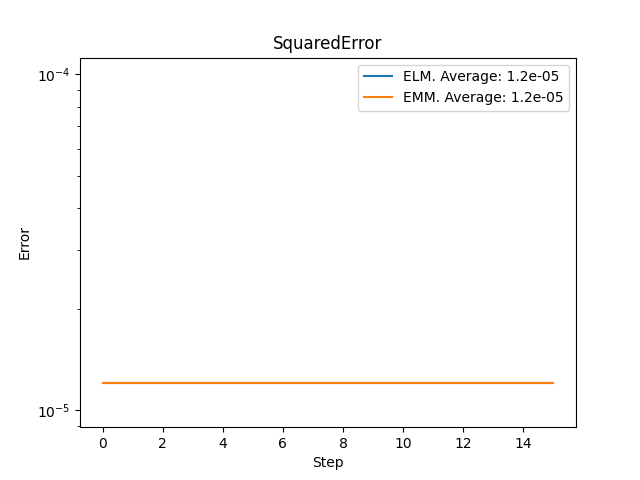 SquaredError
10⁻⁴
ELM. Average: 1.2e-05
EMM. Average: 1.2e-05
Error
10⁻⁵
0 2 4 6 8 10 12 14
Step